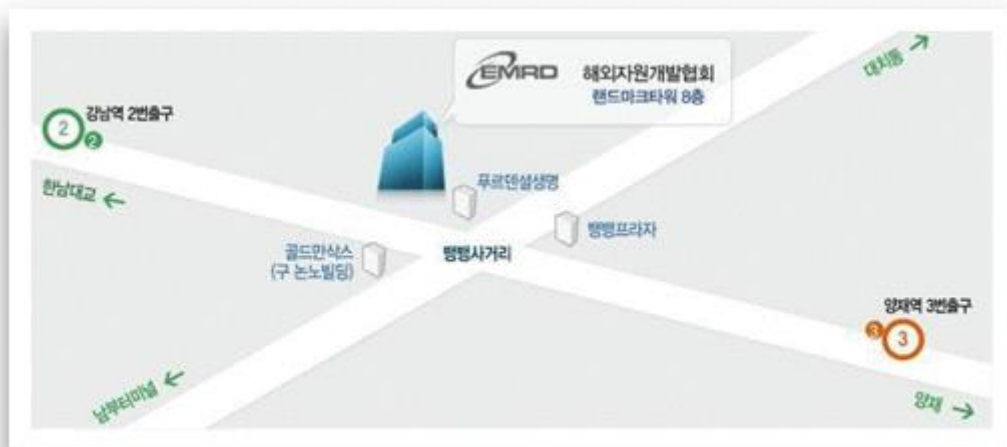 EMRD 해외자원개발협회
랜드마크타워 8층
대치동 →
강남역 2번출구
2
2
한남대교 ←
푸르덴셜생명
뱅뱅프라자
뱅뱅사거리
골드만삭스
(구 논노빌딩)
양재역 3번출구
3
3
남부터미널 ←
양재 →